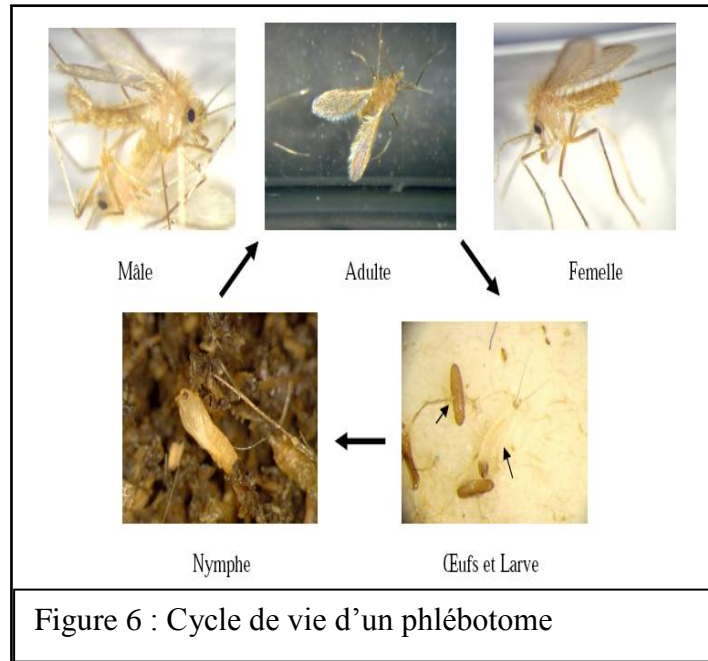 Mâle
Adulte
Femelle
Nymphe
Œufs et Larve
Figure 6 : Cycle de vie d’un phlébotome